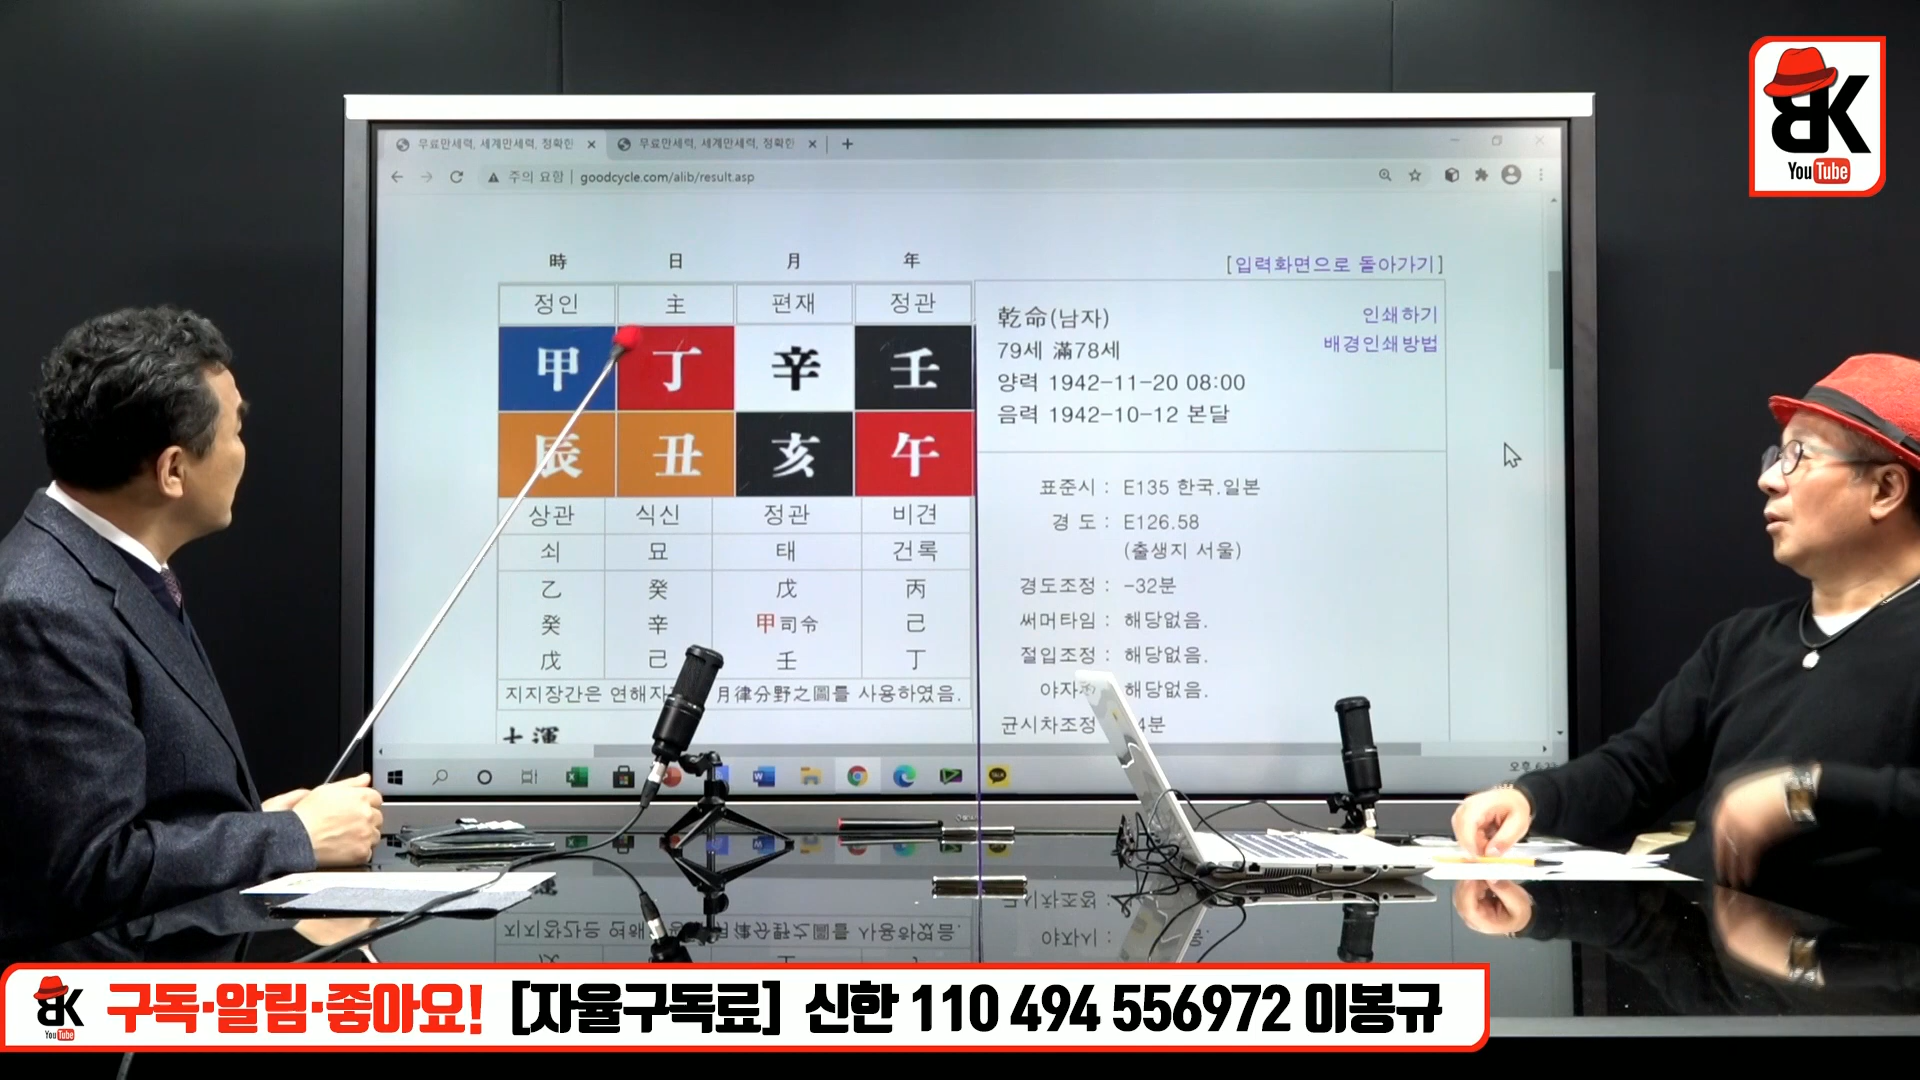 BK
YouTube
무료만세력, 세계만세력, 정확한
무료만세력, 세계만세력, 정확한
주의 요함 | goodcycle.com/alib/result.asp
時 日 月 年
[입력화면으로 돌아가기]
정인 主 편재 정관
甲 丁 辛 壬
辰 丑 亥 午
상관 식신 정관 비견
쇠 묘 태 건록
乙 癸 戊 丙
癸 辛 甲司令 己
戊 己 壬 丁
지지장간은 연해자 月律分野之圖를 사용하였음.
大運
乾命(남자)
인쇄하기
79세 滿78세
배경인쇄방법
양력 1942-11-20 08:00
음력 1942-10-12 본달
표준시 : E135 한국.일본
경 도 : E126.58
(출생지 서울)
경도조정 : -32분
써머타임 : 해당없음.
절입조정 : 해당없음.
야자 해당없음.
균시차조정 4분
TALK
BK
YouTube
구독·알림·좋아요! [자율구독료] 신한 110 494 556972 이봉규